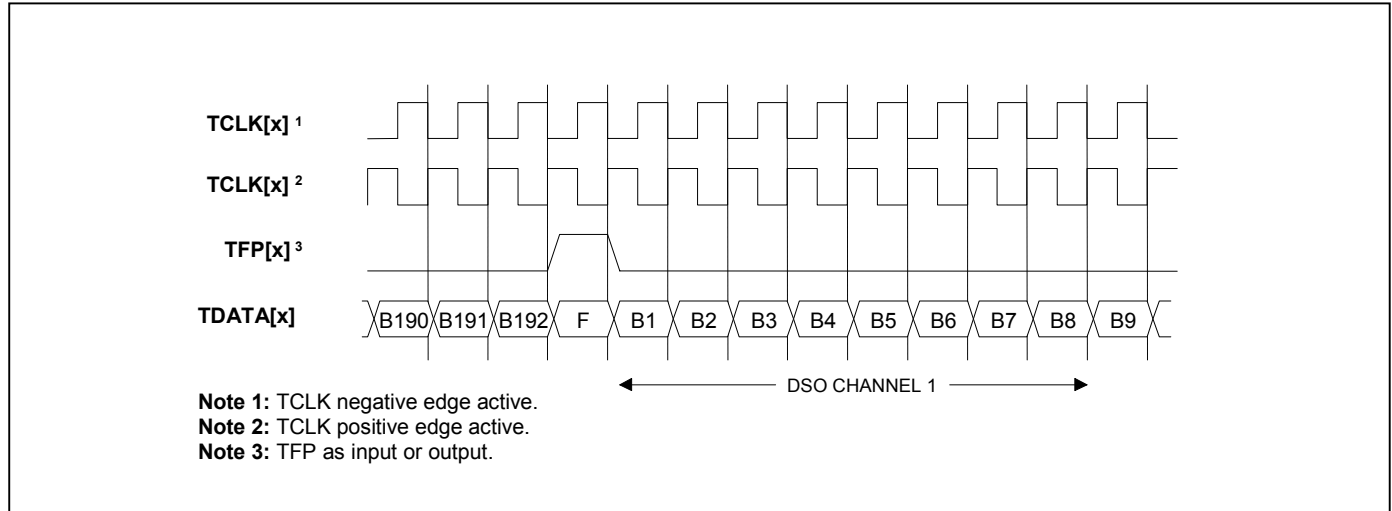 TCLK[x] 1
TCLK[x] 2
TFP[x] 3
TDATA[x] B190 B191 B192 F B1 B2 B3 B4 B5 B6 B7 B8 B9
DSO CHANNEL 1
Note 1: TCLK negative edge active.
Note 2: TCLK positive edge active.
Note 3: TFP as input or output.